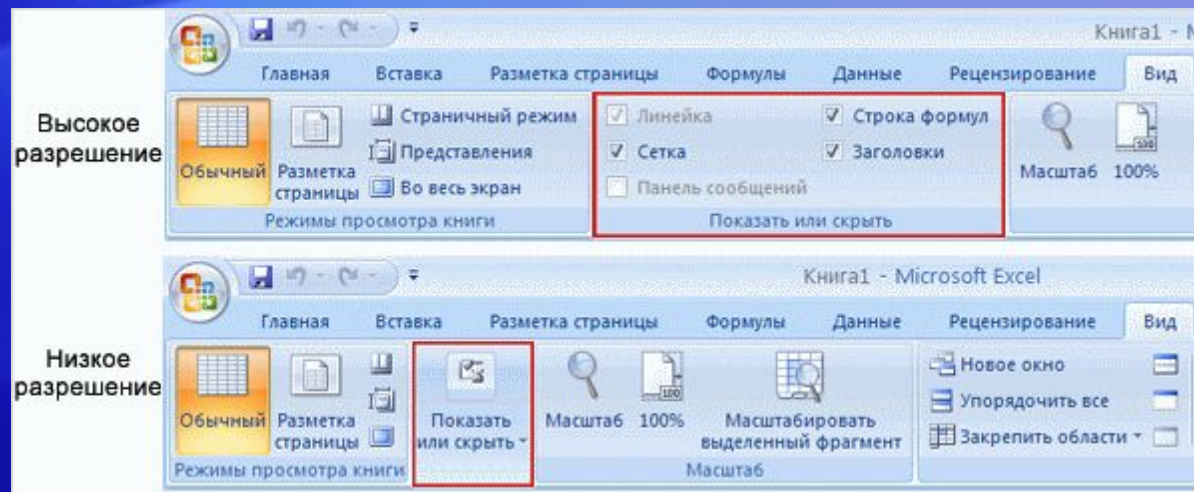 Книга1 -
Главная Вставка Разметка страницы Формулы Данные Рецензирование Вид
Высокое
разрешение
Обычный
Разметка
страницы
Страничный режим
Представления
Во весь экран
Режимы просмотра книги
Линейка
Строка формул
Сетка
Заголовки
Панель сообщений
Показать или скрыть
Масштаб
100
100%
Книга1 - Microsoft Excel
Главная Вставка Разметка страницы Формулы Данные Рецензирование Вид
Низкое
разрешение
Обычный
Разметка
страницы
Режимы просмотра книги
Показать
или скрыть
Масштаб
100
100%
Масштабировать
выделенный фрагмент
Масштаб
Новое окно
Упорядочить все
Закрепить области